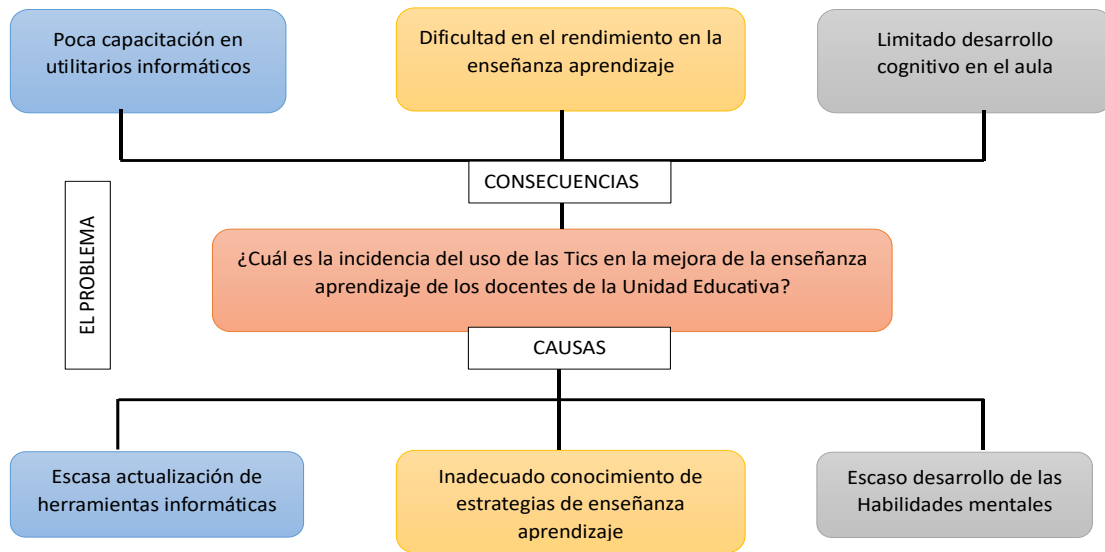 Poca capacitación en
utilitarios informáticos
Dificultad en el rendimiento en la
enseñanza aprendizaje
Limitado desarrollo
cognitivo en el aula
CONSECUENCIAS
EL PROBLEMA
¿Cuál es la incidencia del uso de las Tics en la mejora de la enseñanza
aprendizaje de los docentes de la Unidad Educativa?
CAUSAS
Escasa actualización de
herramientas informáticas
Inadecuado conocimiento de
estrategias de enseñanza
aprendizaje
Escaso desarrollo de las
Habilidades mentales